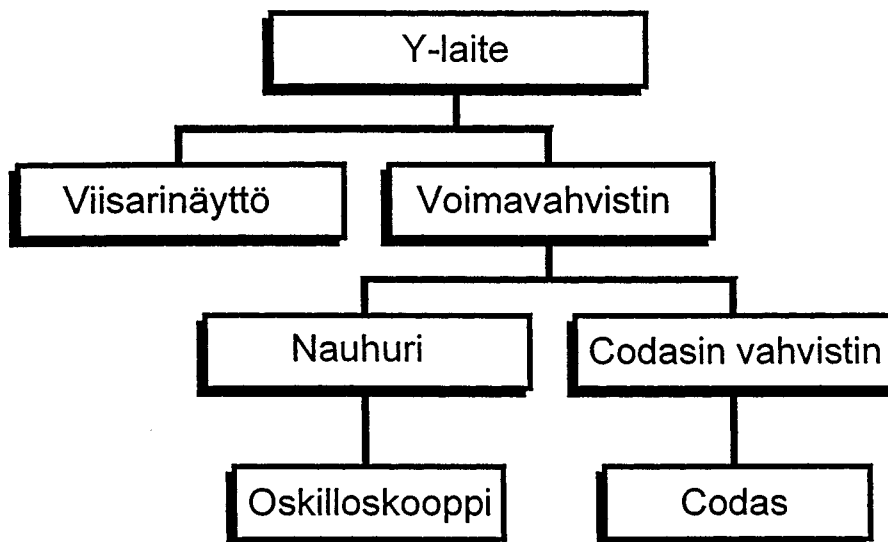 Y-laite
Viisarinäyttö
Voimavahvistin
Nauhuri
Codasin vahvistin
Oskilloskooppi
Codas